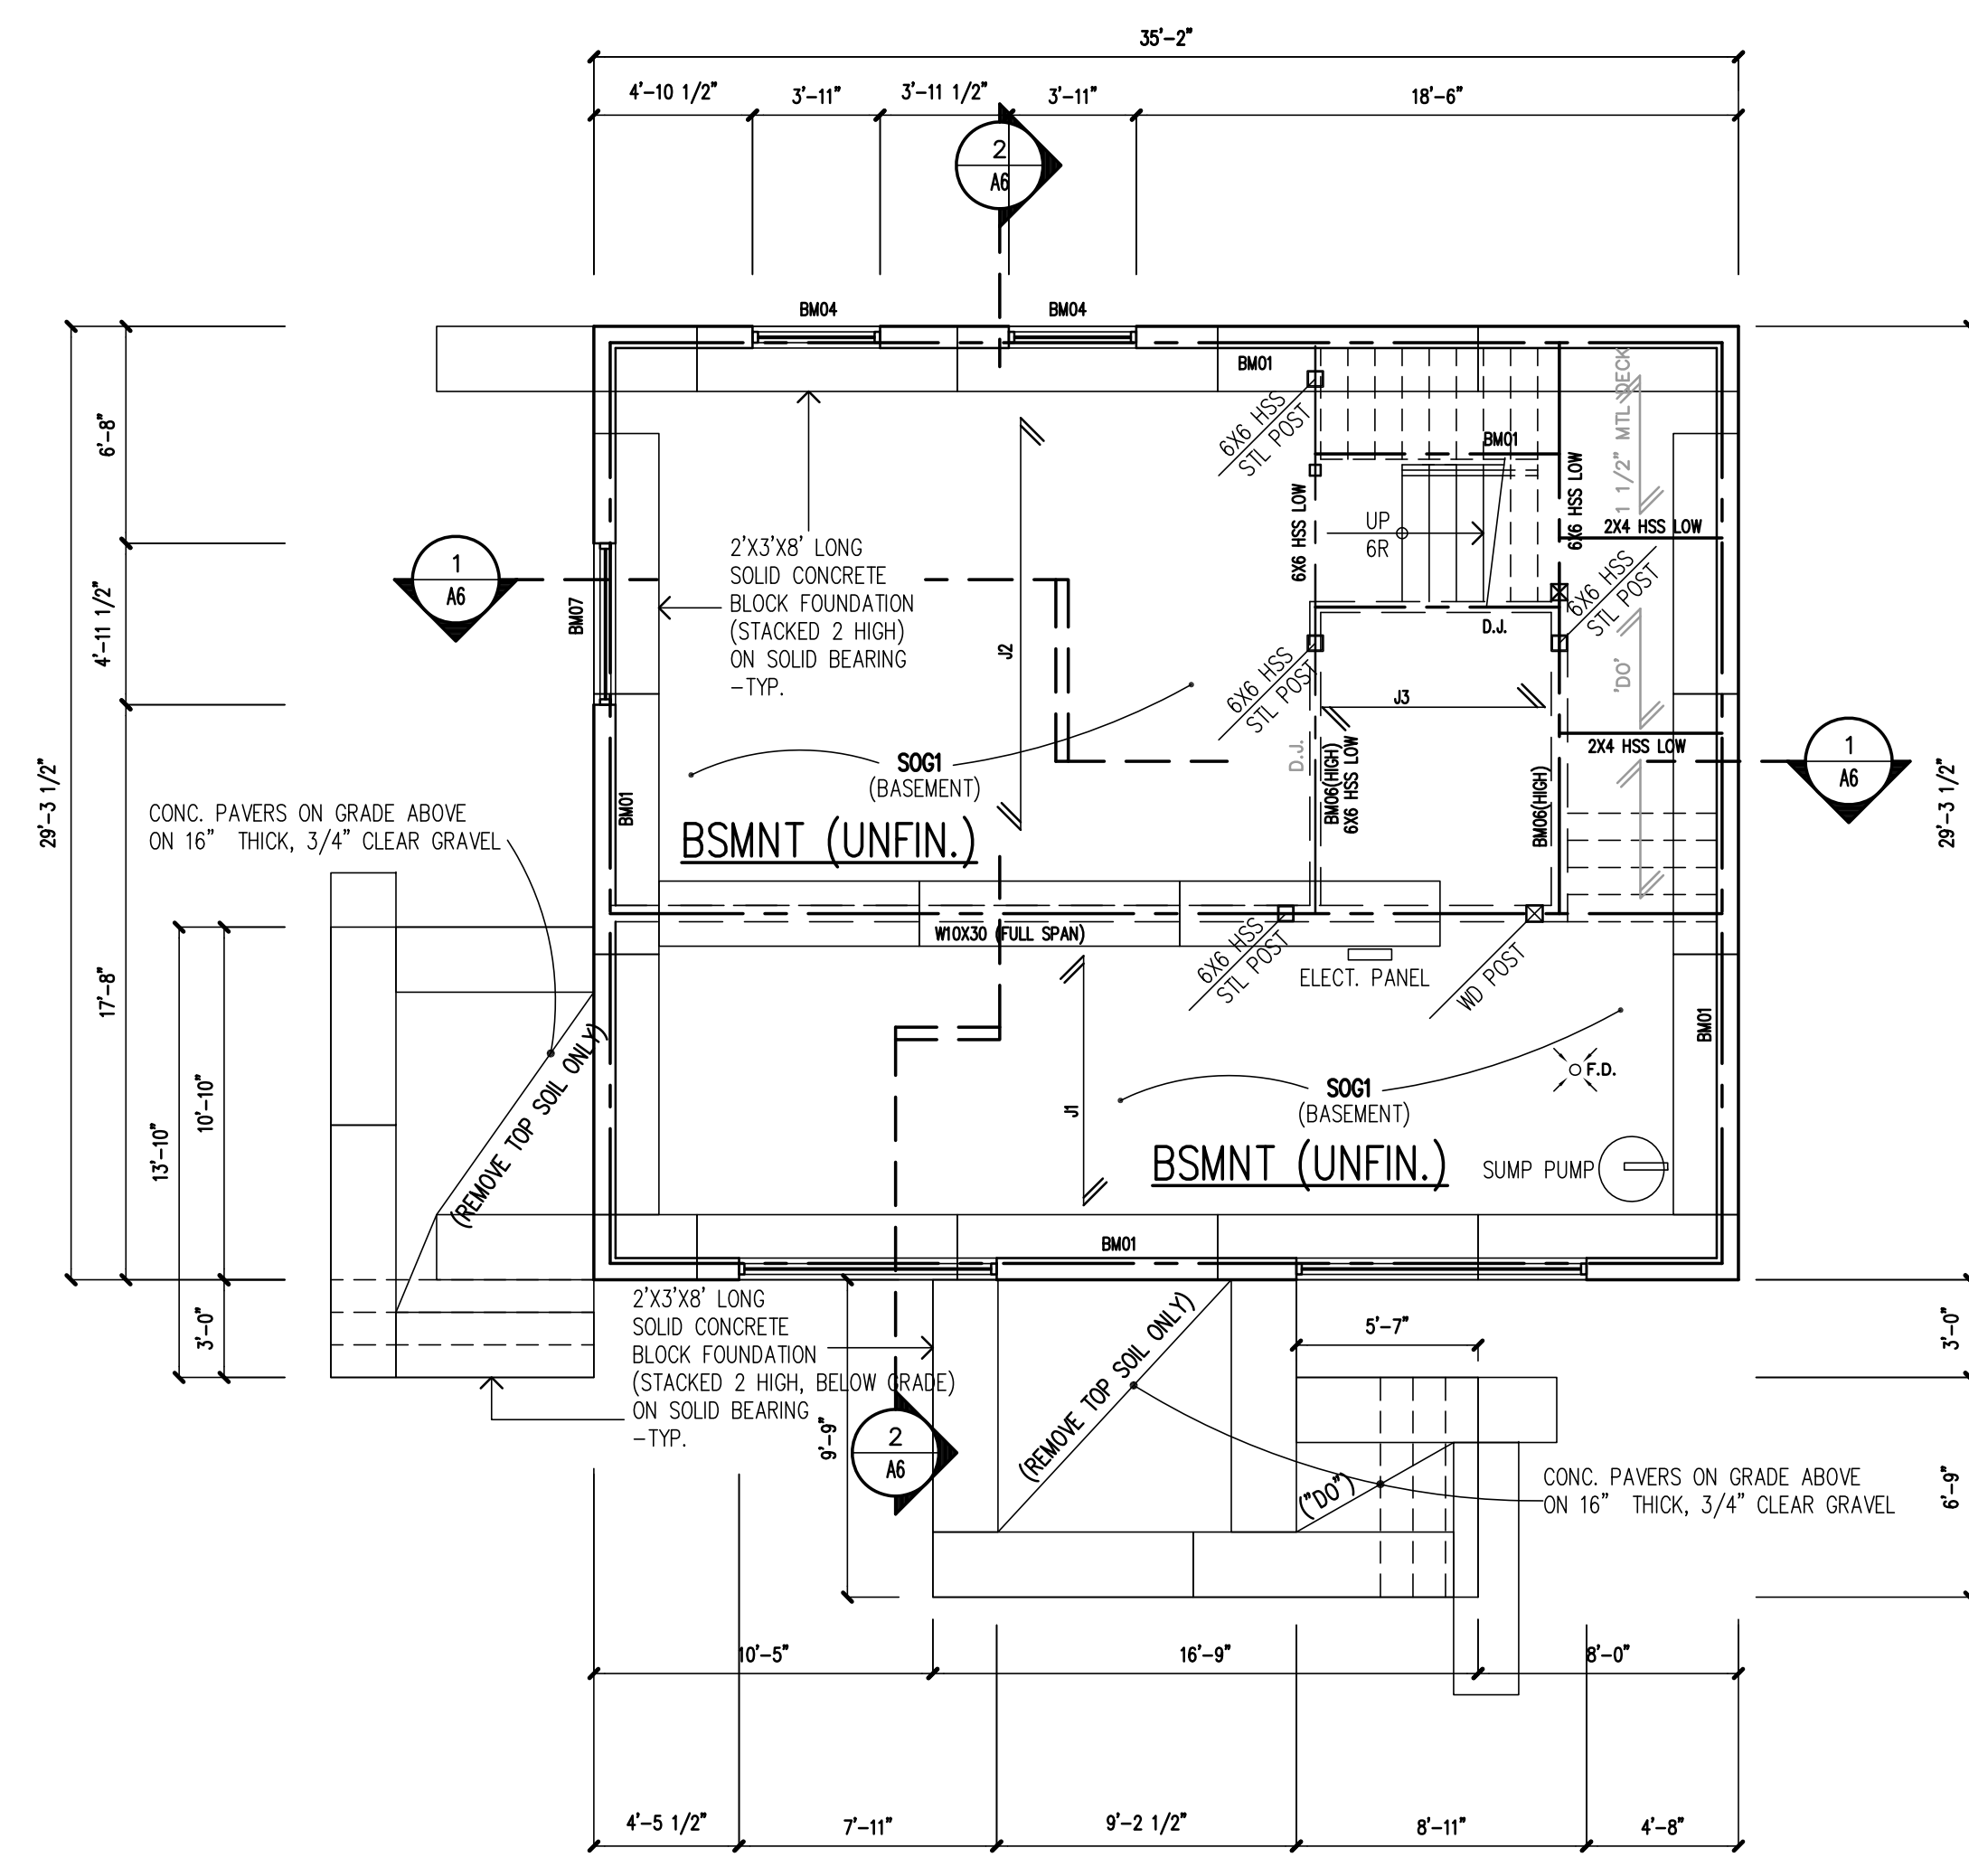 35'-2"
4'-10 1/2"
3'-11"
3'-11 1/2"
3'-11"
18'-6"
2
A6
BM04
BM04
BM01
6X6 HSS
STL POST
BM01
6X6 HSS LOW
6X6 HSS LOW
1 1/2" MTL DECK
2X4 HSS LOW
UP
6R
6'-8"
1
A6
4'-11 1/2"
BM07
2'X3'X8' LONG
SOLID CONCRETE
BLOCK FOUNDATION
(STACKED 2 HIGH)
ON SOLID BEARING
-TYP.
J2
6X6 HSS
STL POST
D.J.
6X6 HSS
STL POST
'DO'
J3
2X4 HSS LOW
D.J.
BM06(HIGH)
6X6 HSS LOW
BM06(HIGH)
1
A6
29'-3 1/2"
29'-3 1/2"
SOG1
(BASEMENT)
BSMNT (UNFIN.)
BM01
CONC. PAVERS ON GRADE ABOVE
ON 16" THICK, 3/4" CLEAR GRAVEL
W10X30 (FULL SPAN)
6X6 HSS
STL POST
ELECT. PANEL
WD POST
17'-8"
13'-10"
10'-10"
(REMOVE TOP SOIL ONLY)
J1
SOG1
(BASEMENT)
BSMNT (UNFIN.)
F.D.
SUMP PUMP
BM01
BM01
3'-0"
2'X3'X8' LONG
SOLID CONCRETE
BLOCK FOUNDATION
(STACKED 2 HIGH, BELOW GRADE)
ON SOLID BEARING
-TYP.
9'-9"
2
A6
(REMOVE TOP SOIL ONLY)
5'-7"
("DO")
CONC. PAVERS ON GRADE ABOVE
ON 16" THICK, 3/4" CLEAR GRAVEL
3'-0"
6'-9"
10'-5"
16'-9"
8'-0"
4'-5 1/2"
7'-11"
9'-2 1/2"
8'-11"
4'-8"